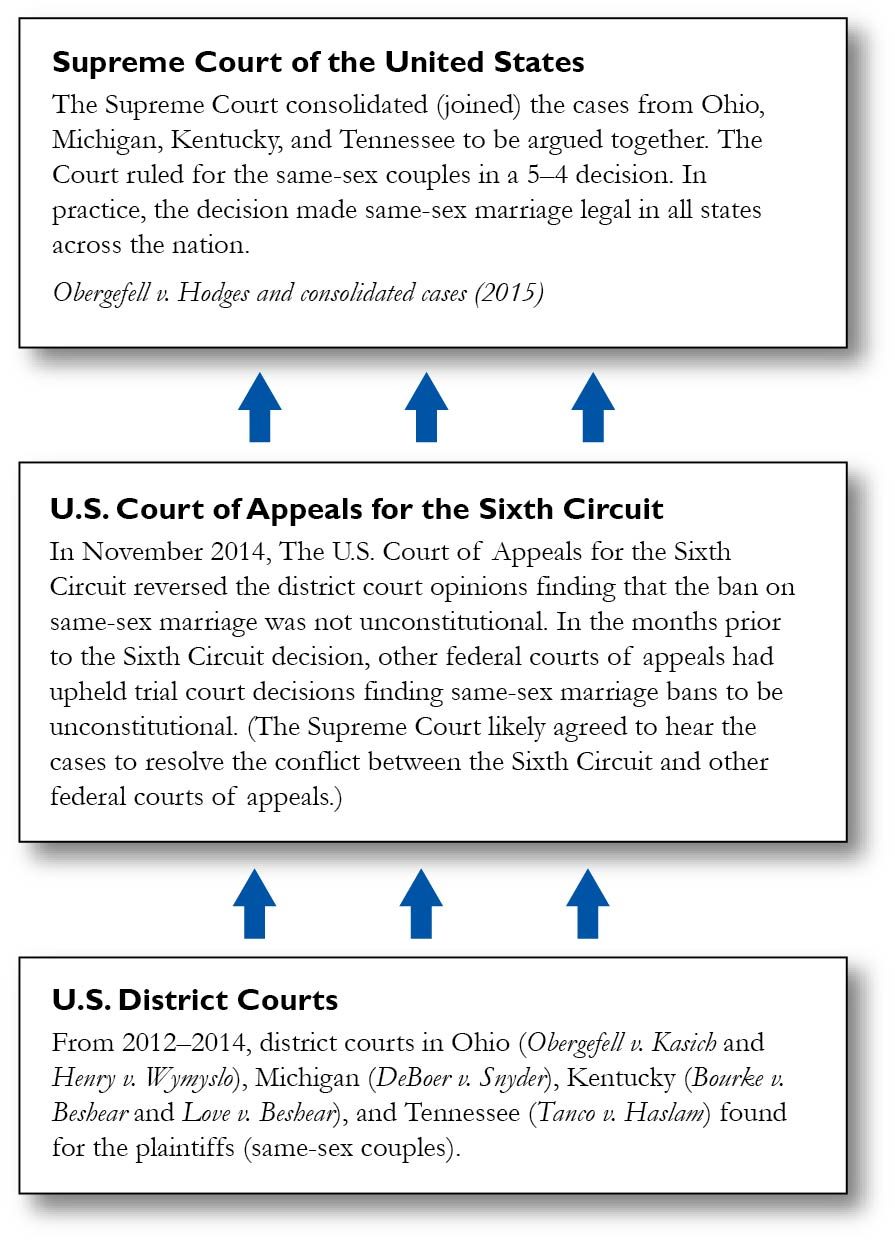 Supreme Court of the United States
The Supreme Court consolidated (joined) the cases from Ohio,
Michigan, Kentucky, and Tennessee to be argued together. The
Court ruled for the same-sex couples in a 5–4 decision. In
practice, the decision made same-sex marriage legal in all states
across the nation.
Obergefell v. Hodges and consolidated cases (2015)
U.S. Court of Appeals for the Sixth Circuit
In November 2014, The U.S. Court of Appeals for the Sixth
Circuit reversed the district court opinions finding that the ban on
same-sex marriage was not unconstitutional. In the months prior
to the Sixth Circuit decision, other federal courts of appeals had
upheld trial court decisions finding same-sex marriage bans to be
unconstitutional. (The Supreme Court likely agreed to hear the
cases to resolve the conflict between the Sixth Circuit and other
federal courts of appeals.)
U.S. District Courts
From 2012–2014, district courts in Ohio (Obergefell v. Kasich and
Henry v. Wymyslo), Michigan (DeBoer v. Snyder), Kentucky (Bourke v.
Beshear and Love v. Beshear), and Tennessee (Tanco v. Haslam) found
for the plaintiffs (same-sex couples).